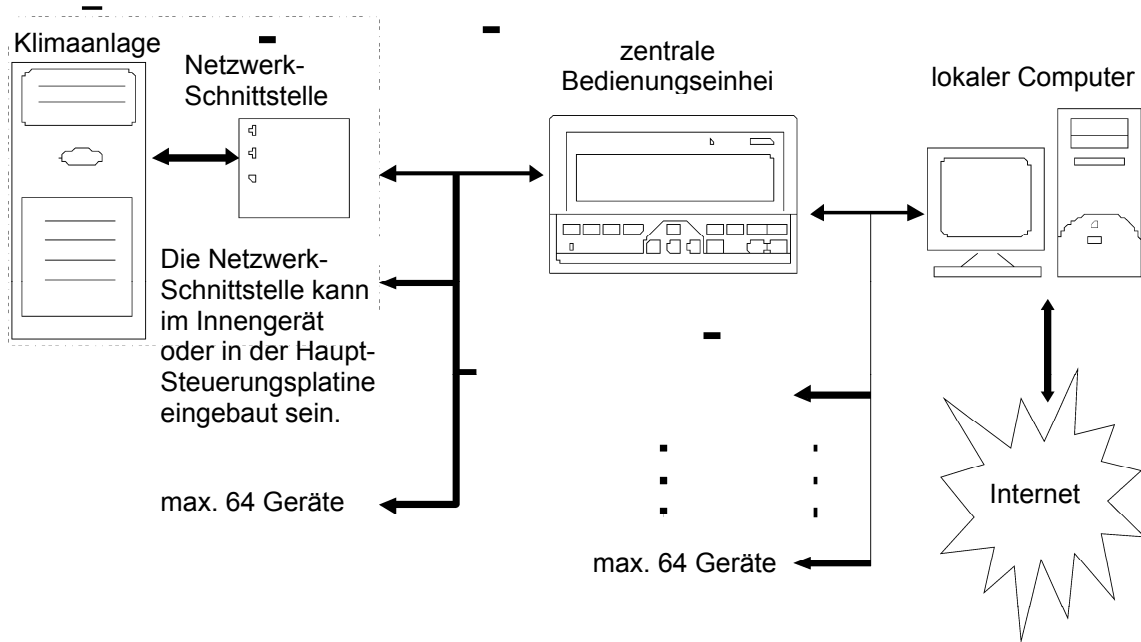 Klimaanlage
Netzwerk-
Schnittstelle
zentrale
Bedienungseinhei
lokaler Computer
Die Netzwerk-
Schnittstelle kann
im Innengerät
oder in der Haupt-
Steuerungsplatine
eingebaut sein.
max. 64 Geräte
max. 64 Geräte
Internet